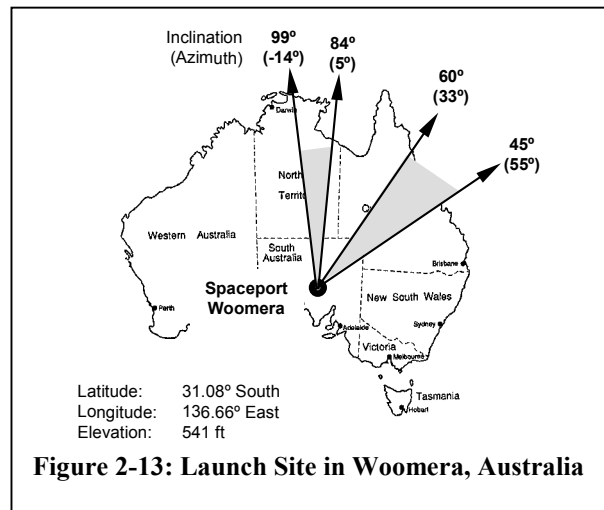 Inclination
(Azimuth)
99º
(-14º)
84º
(5º)
60º
(33º)
45º
(55º)
Darwin
North
Territ
Western Australia
South
Australia
Brisbane
Spaceport
Woomera
New South Wales
Perth
Adelaide
Sydney
Victoria
Melbourne
Tasmania
Hobart
Latitude: 31.08º South
Longitude: 136.66º East
Elevation: 541 ft
Figure 2-13: Launch Site in Woomera, Australia